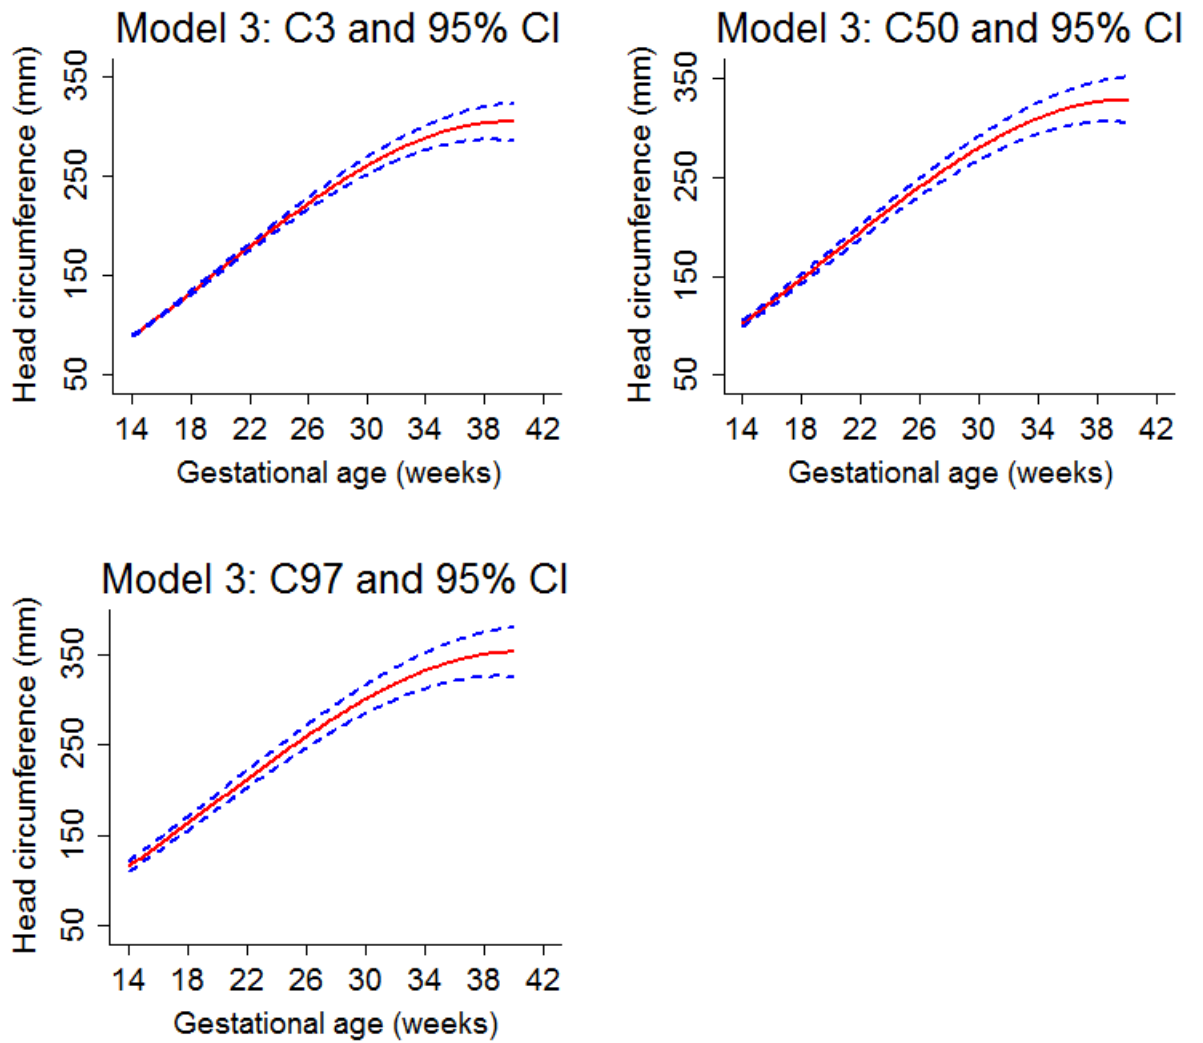 Model 3: C3 and 95% CI
Head circumference (mm)
350
250
150
50
14 18 22 26 30 34 38 42
Gestational age (weeks)
Model 3: C50 and 95% CI
Head circumference (mm)
350
250
150
50
14 18 22 26 30 34 38 42
Gestational age (weeks)
Model 3: C97 and 95% CI
Head circumference (mm)
350
250
150
50
14 18 22 26 30 34 38 42
Gestational age (weeks)